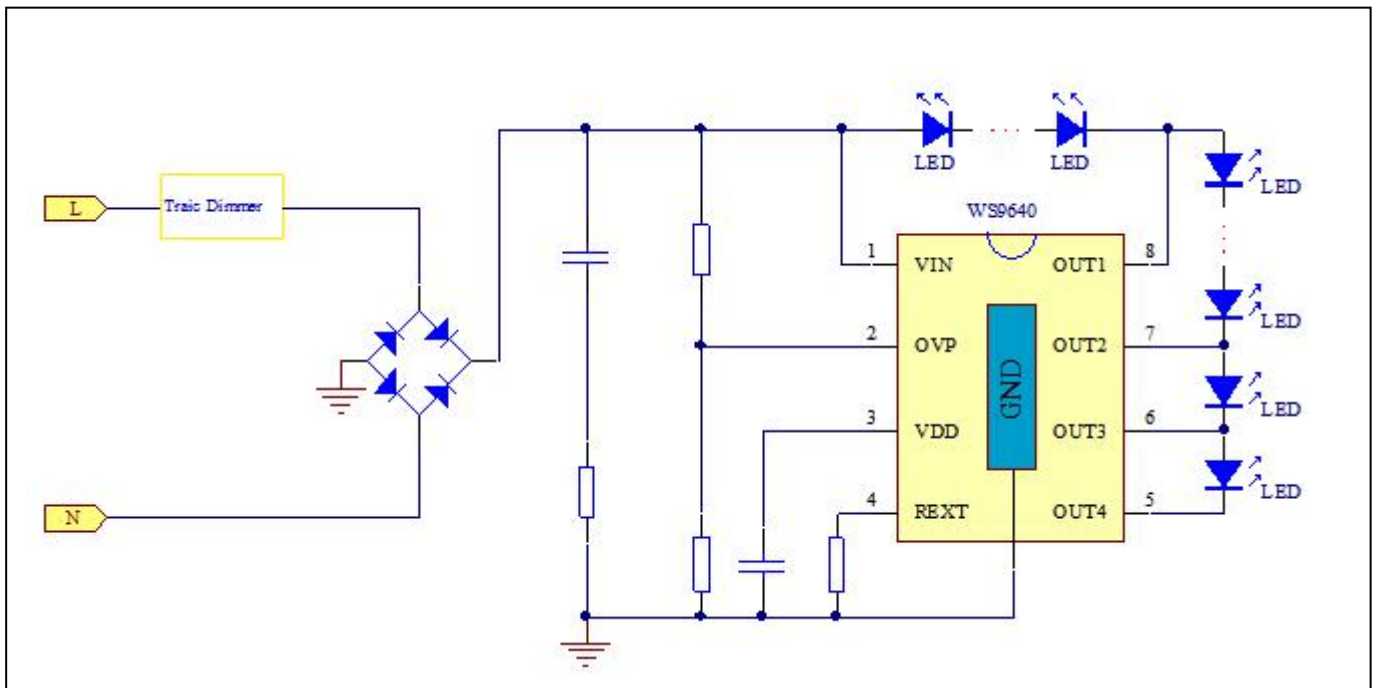 LED
LED
LED
L
Traic Dimmer
WS9640
1
VIN
OUT1
8
LED
2
OVP
OUT2
7
GND
LED
3
VDD
OUT3
6
4
REXT
OUT4
5
LED
N